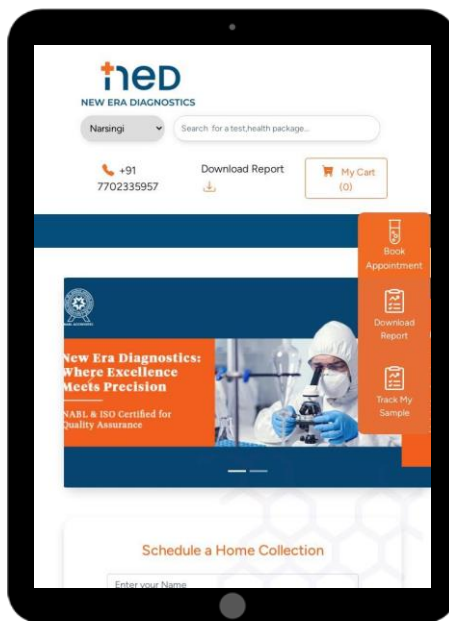 neD
NEW ERA DIAGNOSTICS
Narsingi
Search for a test,health package...
+91
7702335957
Download Report
My Cart
(0)
Book
Appointment
Download
Report
Track My
Sample
New Era Diagnostics:
Where Excellence
Meets Precision
NABL & ISO Certified for
Quality Assurance
Schedule a Home Collection
Enter your Name